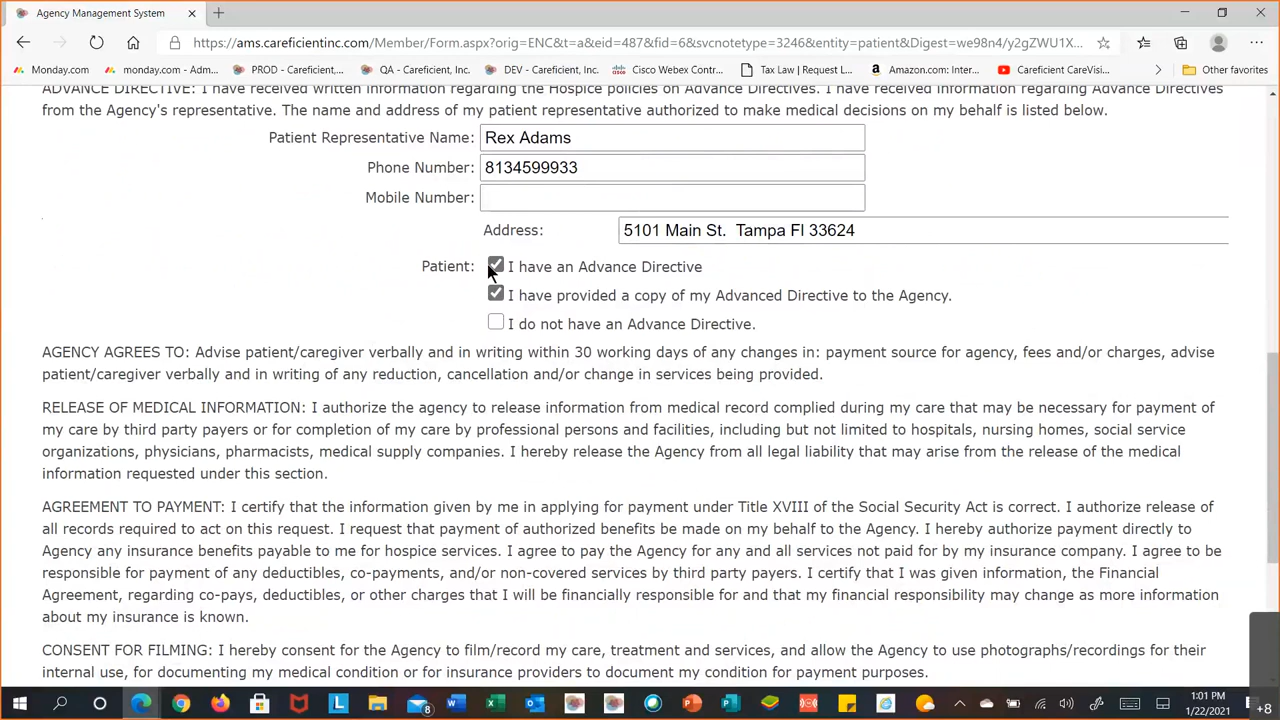 Agency Management System
https://ams.careficientinc.com/Member/Form.aspx?orig=ENC&t=a&eid=487&fid=6&svcnotetype=3246&entity=patient&Digest=we98n4/y2gZWU1X...
Monday.com
monday.com - Adm...
PROD - Careficient,...
QA - Careficient, Inc.
DEV - Careficient, Inc.
Cisco Webex Contr...
Tax Law | Request L...
Amazon.com: Inter...
Careficient CareVisi...
Other favorites
ADVANCE DIRECTIVE: I have received written information regarding the Hospice policies on Advance Directives. I have received information regarding Advance Directives
from the Agency's representative. The name and address of my patient representative authorized to make medical decisions on my behalf is listed below.
Patient Representative Name: Rex Adams
Phone Number: 8134599933
Mobile Number:
Address: 5101 Main St. Tampa Fl 33624
Patient: I have an Advance Directive
I have provided a copy of my Advanced Directive to the Agency.
I do not have an Advance Directive.
AGENCY AGREES TO: Advise patient/caregiver verbally and in writing within 30 working days of any changes in: payment source for agency, fees and/or charges, advise
patient/caregiver verbally and in writing of any reduction, cancellation and/or change in services being provided.
RELEASE OF MEDICAL INFORMATION: I authorize the agency to release information from medical record complied during my care that may be necessary for payment of
my care by third party payers or for completion of my care by professional persons and facilities, including but not limited to hospitals, nursing homes, social service
organizations, physicians, pharmacists, medical supply companies. I hereby release the Agency from all legal liability that may arise from the release of the medical
information requested under this section.
AGREEMENT TO PAYMENT: I certify that the information given by me in applying for payment under Title XVIII of the Social Security Act is correct. I authorize release of
all records required to act on this request. I request that payment of authorized benefits be made on my behalf to the Agency. I hereby authorize payment directly to
Agency any insurance benefits payable to me for hospice services. I agree to pay the Agency for any and all services not paid for by my insurance company. I agree to be
responsible for payment of any deductibles, co-payments, and/or non-covered services by third party payers. I certify that I was given information, the Financial
Agreement, regarding co-pays, deductibles, or other charges that I will be financially responsible for and that my financial responsibility may change as more information
about my insurance is known.
CONSENT FOR FILMING: I hereby consent for the Agency to film/record my care, treatment and services, and allow the Agency to use photographs/recordings for their
internal use, for documenting my medical condition or for insurance providers to document my condition for payment purposes.
8
1:01 PM
1/22/2021
+8